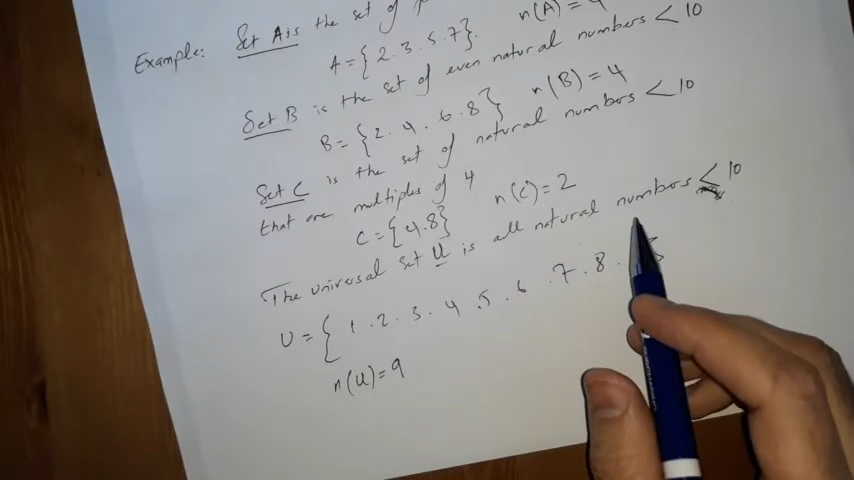 Example: Set A is the set of
A = {2.3.5.7}. n(A) = 4
Set B is the set of even natural numbers < 10
B = {2.4.6.8} n(B) = 4
Set C is the set of natural numbers < 10
that are multiples of 4
C = {4.8} n(C) = 2
The universal set U is all natural numbers < 10
U = {1.2.3.4.5.6.7.8.
n(U) = 9